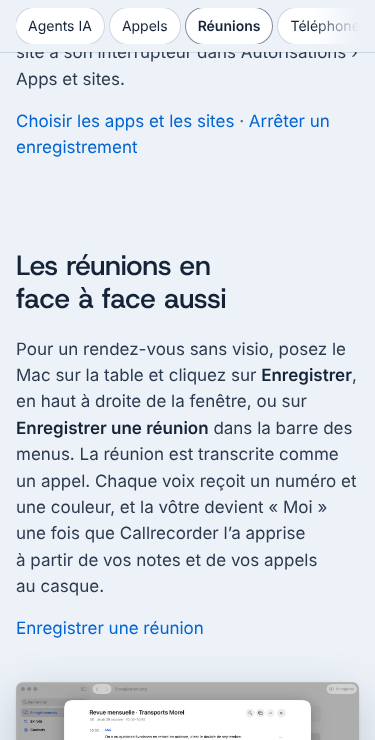 Agents IA
Appels
Réunions
Téléphone
site a son interrupteur dans Autorisations ›
Apps et sites.
Choisir les apps et les sites · Arrêter un
enregistrement
Les réunions en
face à face aussi
Pour un rendez-vous sans visio, posez le
Mac sur la table et cliquez sur Enregistrer,
en haut à droite de la fenêtre, ou sur
Enregistrer une réunion dans la barre des
menus. La réunion est transcrite comme
un appel. Chaque voix reçoit un numéro et
une couleur, et la vôtre devient « Moi »
une fois que Callrecorder l’a apprise
à partir de vos notes et de vos appels
au casque.
Enregistrer une réunion
Revue mensuelle · Transports Morel